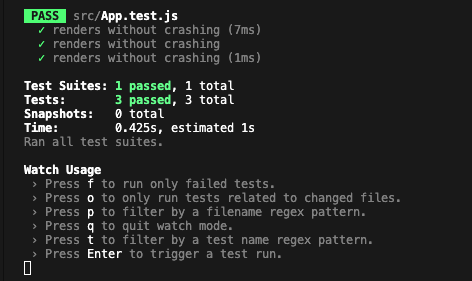 PASS src/App.test.js
✓ renders without crashing (7ms)
✓ renders without crashing
✓ renders without crashing (1ms)
Test Suites: 1 passed, 1 total
Tests: 3 passed, 3 total
Snapshots: 0 total
Time: 0.425s, estimated 1s
Ran all test suites.
Watch Usage
› Press f to run only failed tests.
› Press o to only run tests related to changed files.
› Press p to filter by a filename regex pattern.
› Press q to quit watch mode.
› Press t to filter by a test name regex pattern.
› Press Enter to trigger a test run.